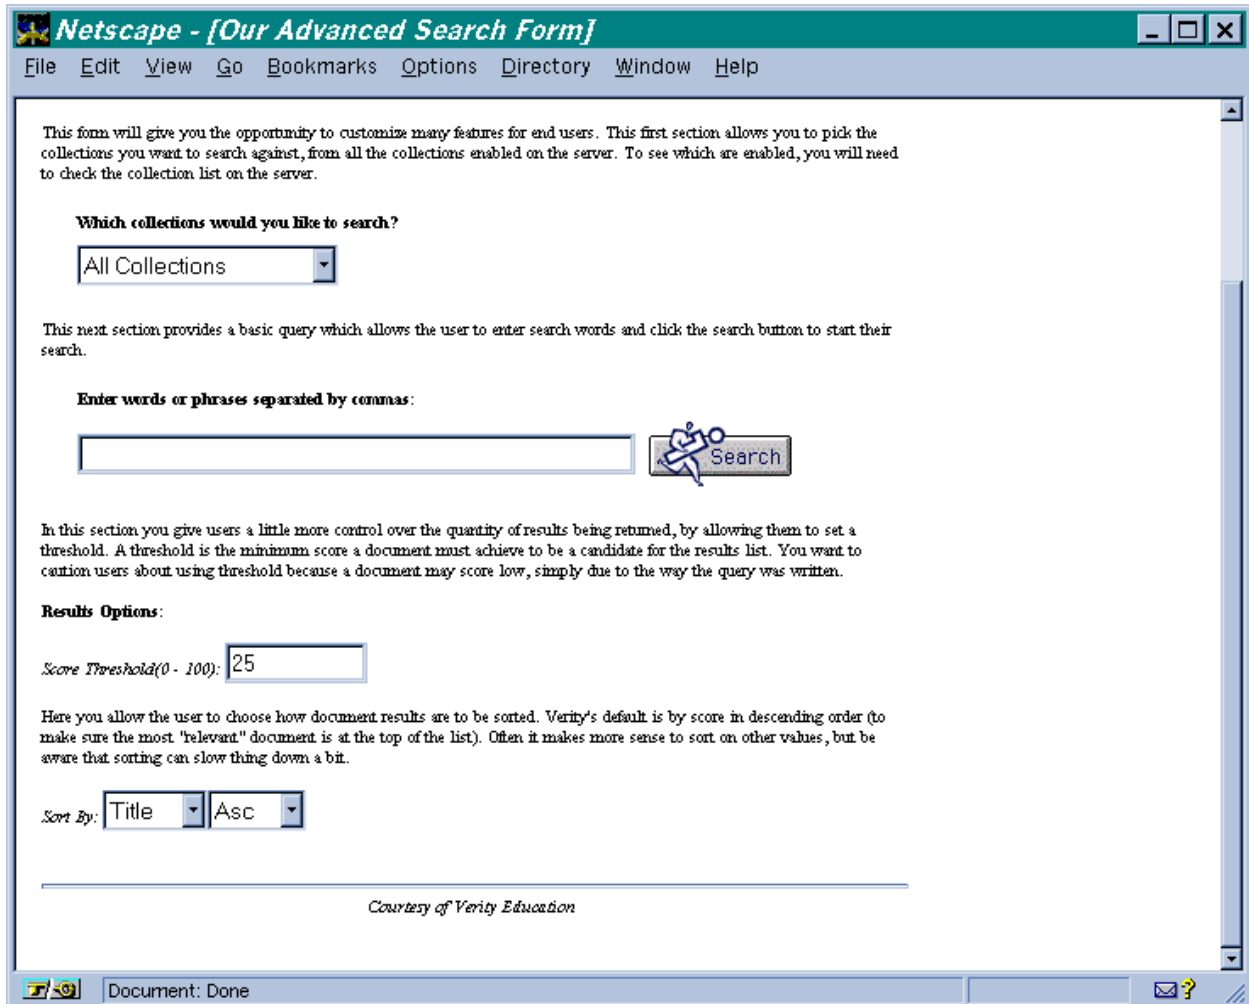 Netscape - [Our Advanced Search Form]
File Edit View Go Bookmarks Options Directory Window Help
This form will give you the opportunity to customize many features for end users. This first section allows you to pick the
collections you want to search against, from all the collections enabled on the server. To see which are enabled, you will need
to check the collection list on the server.
Which collections would you like to search?
All Collections
This next section provides a basic query which allows the user to enter search words and click the search button to start their
search.
Enter words or phrases separated by commas:
Search
In this section you give users a little more control over the quantity of results being returned, by allowing them to set a
threshold. A threshold is the minimum score a document must achieve to be a candidate for the results list. You want to
caution users about using threshold because a document may score low, simply due to the way the query was written.
Results Options:
Score Threshold(0 - 100): 25
Here you allow the user to choose how document results are to be sorted. Verity's default is by score in descending order (to
make sure the most "relevant" document is at the top of the list). Often it makes more sense to sort on other values, but be
aware that sorting can slow thing down a bit.
Sort By: Title Asc
Courtesy of Verity Education
Document: Done